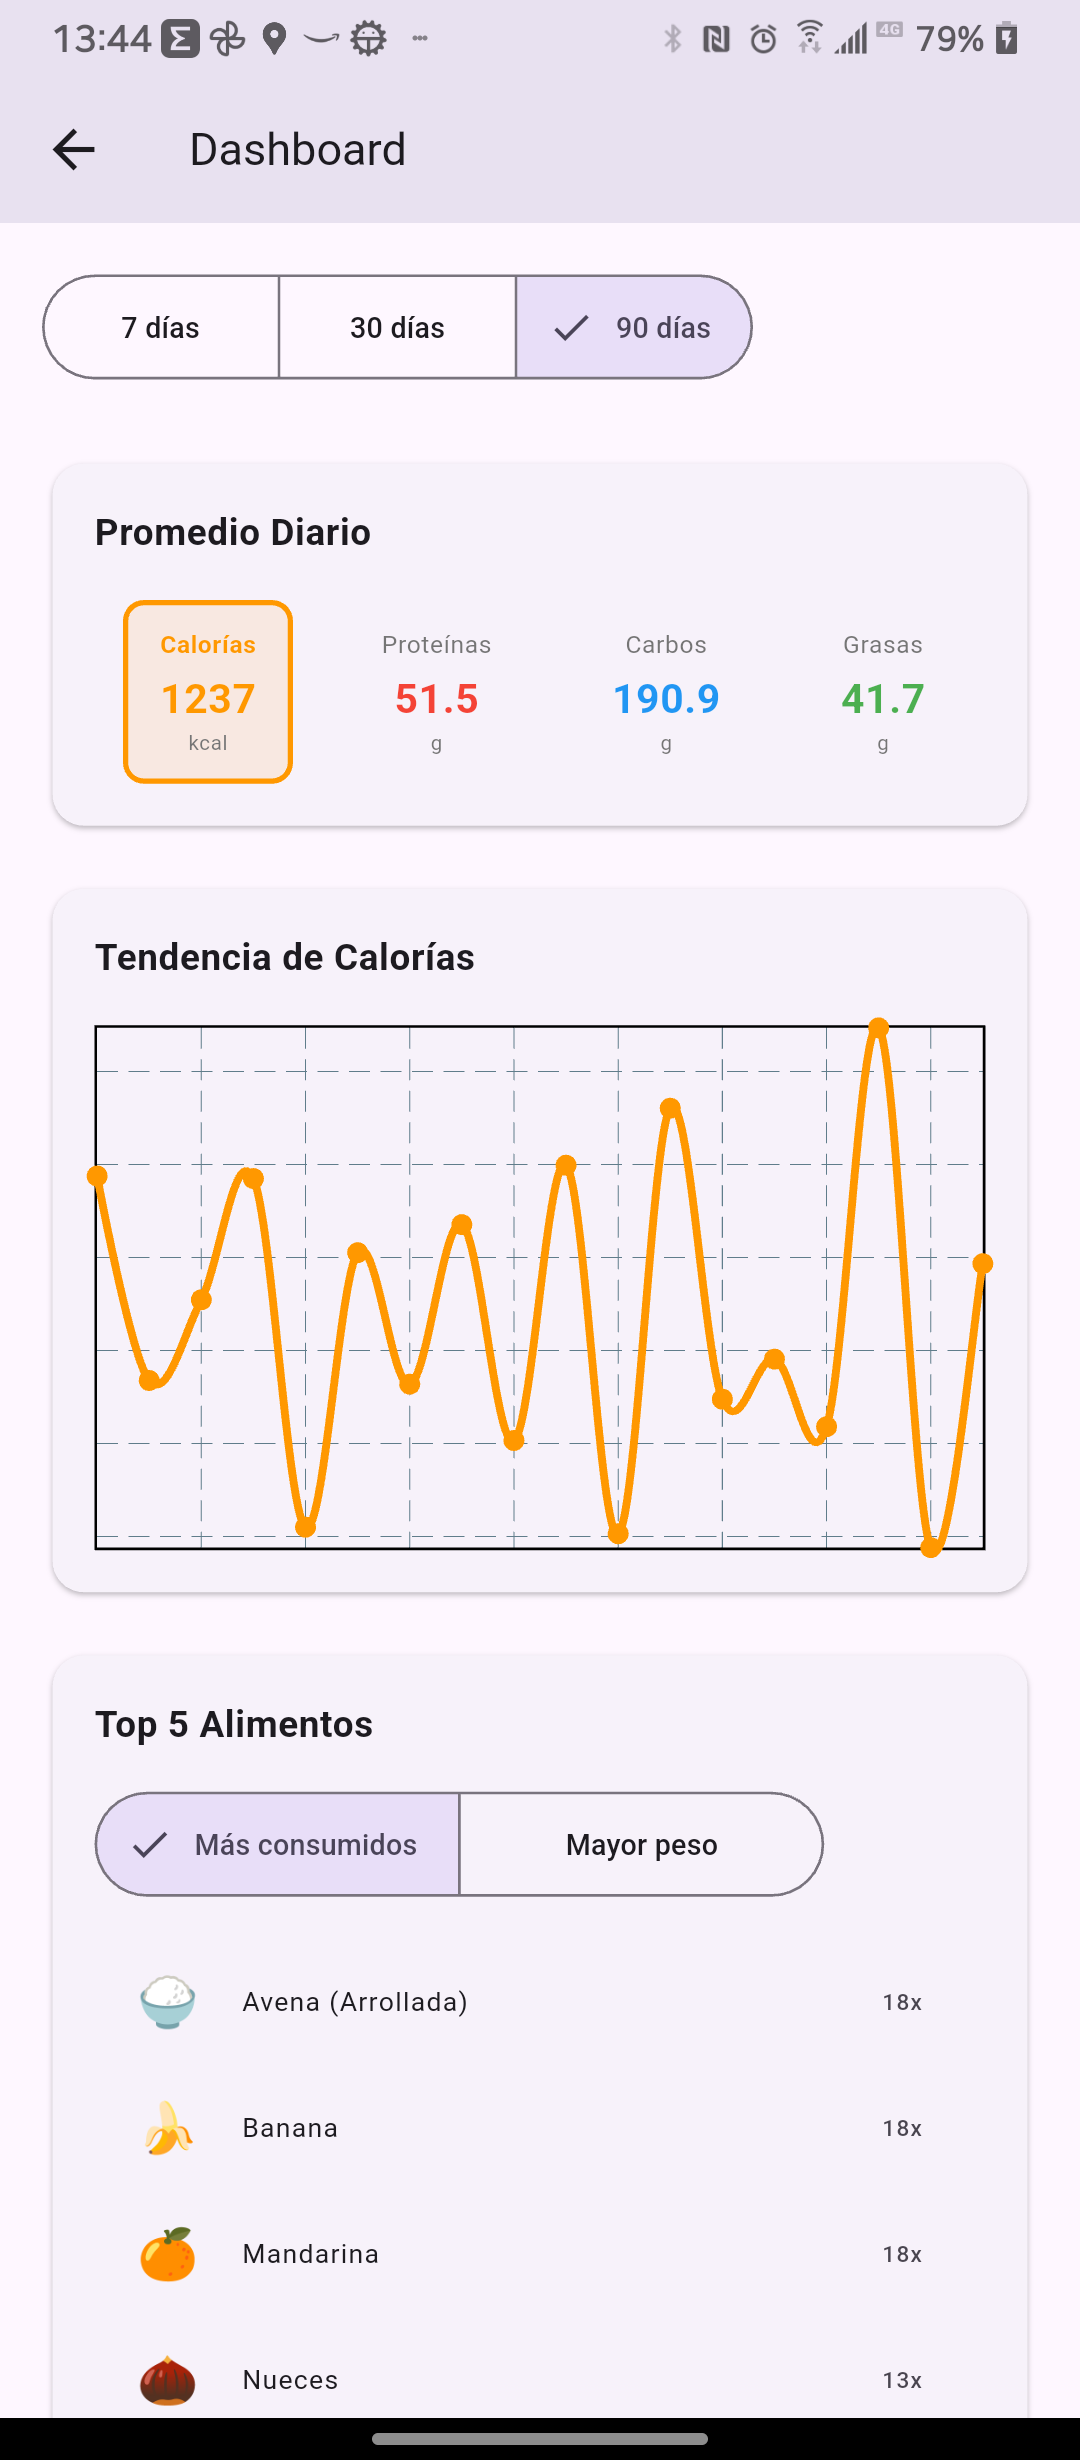 13:44 4G 79%
Dashboard
7 días 30 días 90 días
Promedio Diario
Calorías Proteínas Carbos Grasas
1237 51.5 190.9 41.7
kcal g g g
Tendencia de Calorías
Top 5 Alimentos
Más consumidos Mayor peso
Avena (Arrollada) 18x
Banana 18x
Mandarina 18x
Nueces 13x